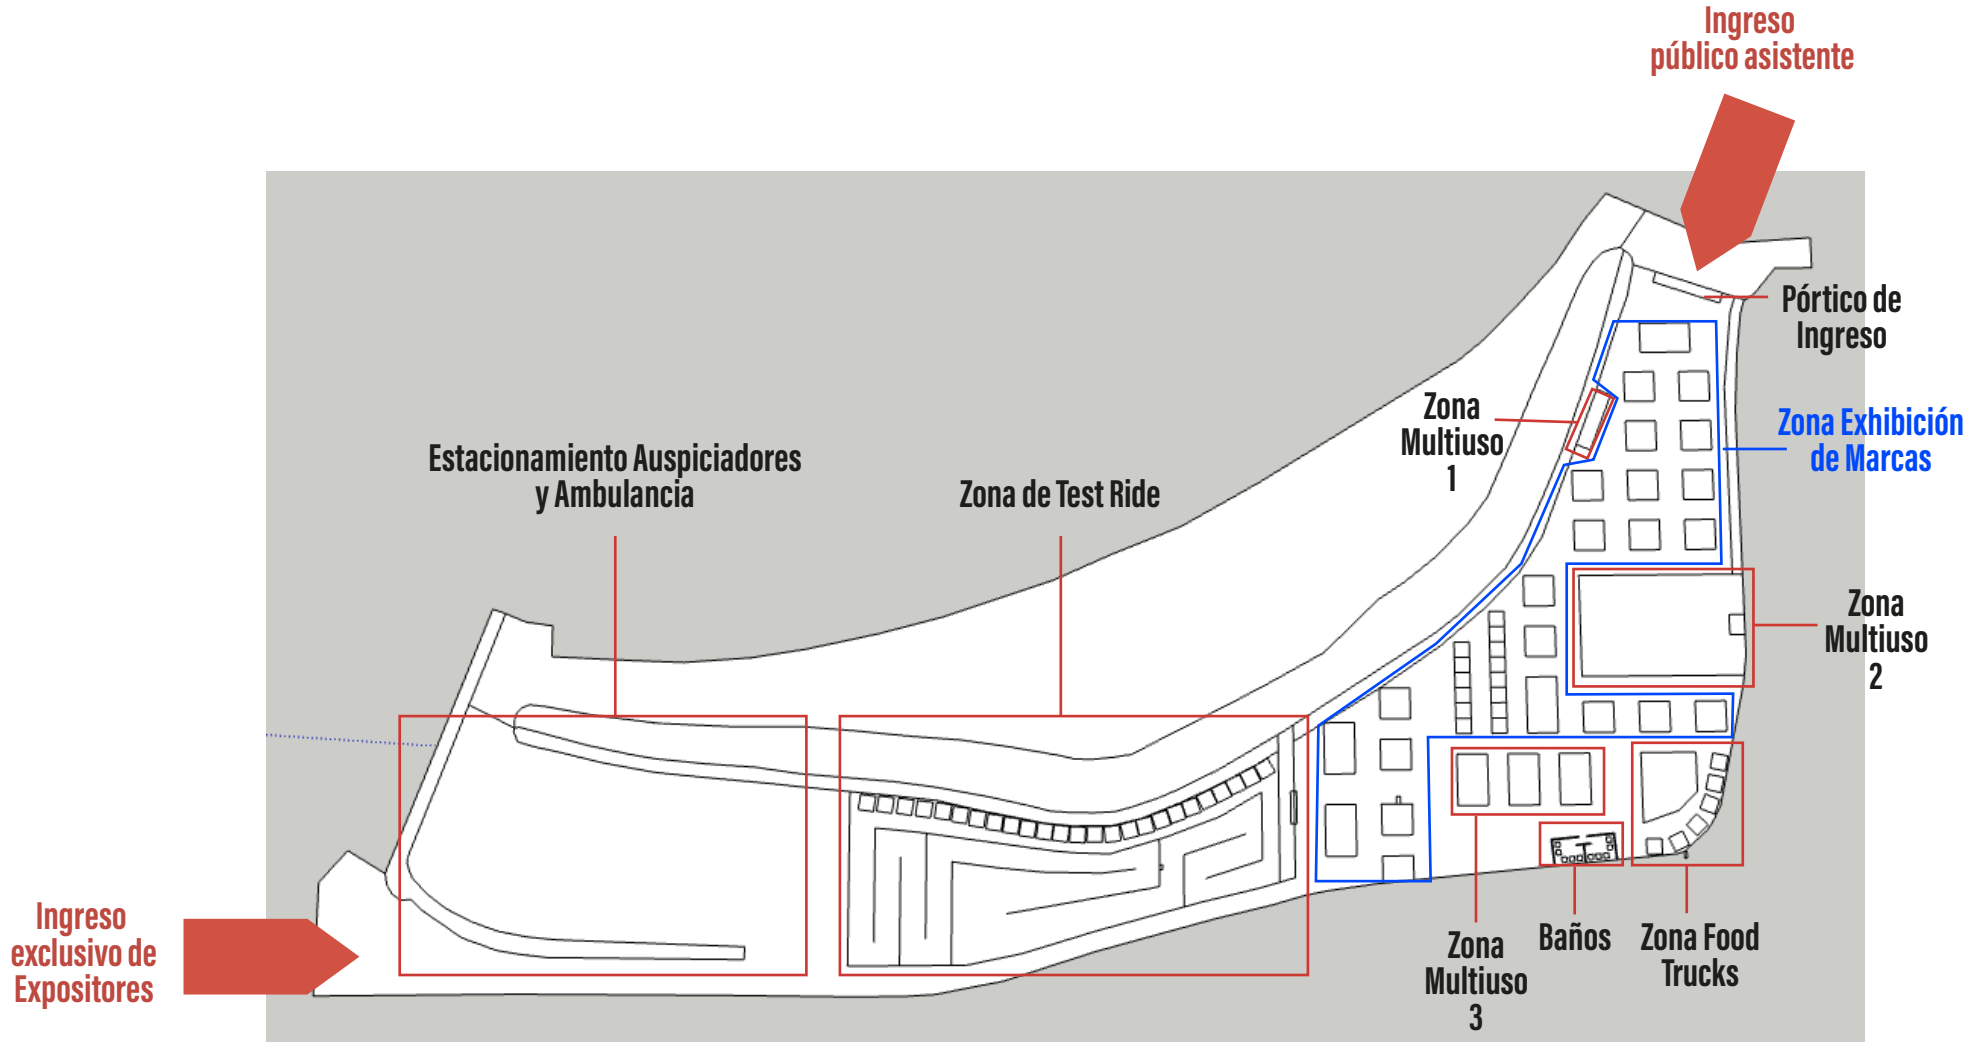 Ingreso
público asistente
Pórtico de
Ingreso
Zona
Multiuso
1
Zona Exhibición
de Marcas
Estacionamiento Auspiciadores
y Ambulancia
Zona de Test Ride
Zona
Multiuso
2
Ingreso
exclusivo de
Expositores
Zona
Multiuso
3
Baños
Zona Food
Trucks